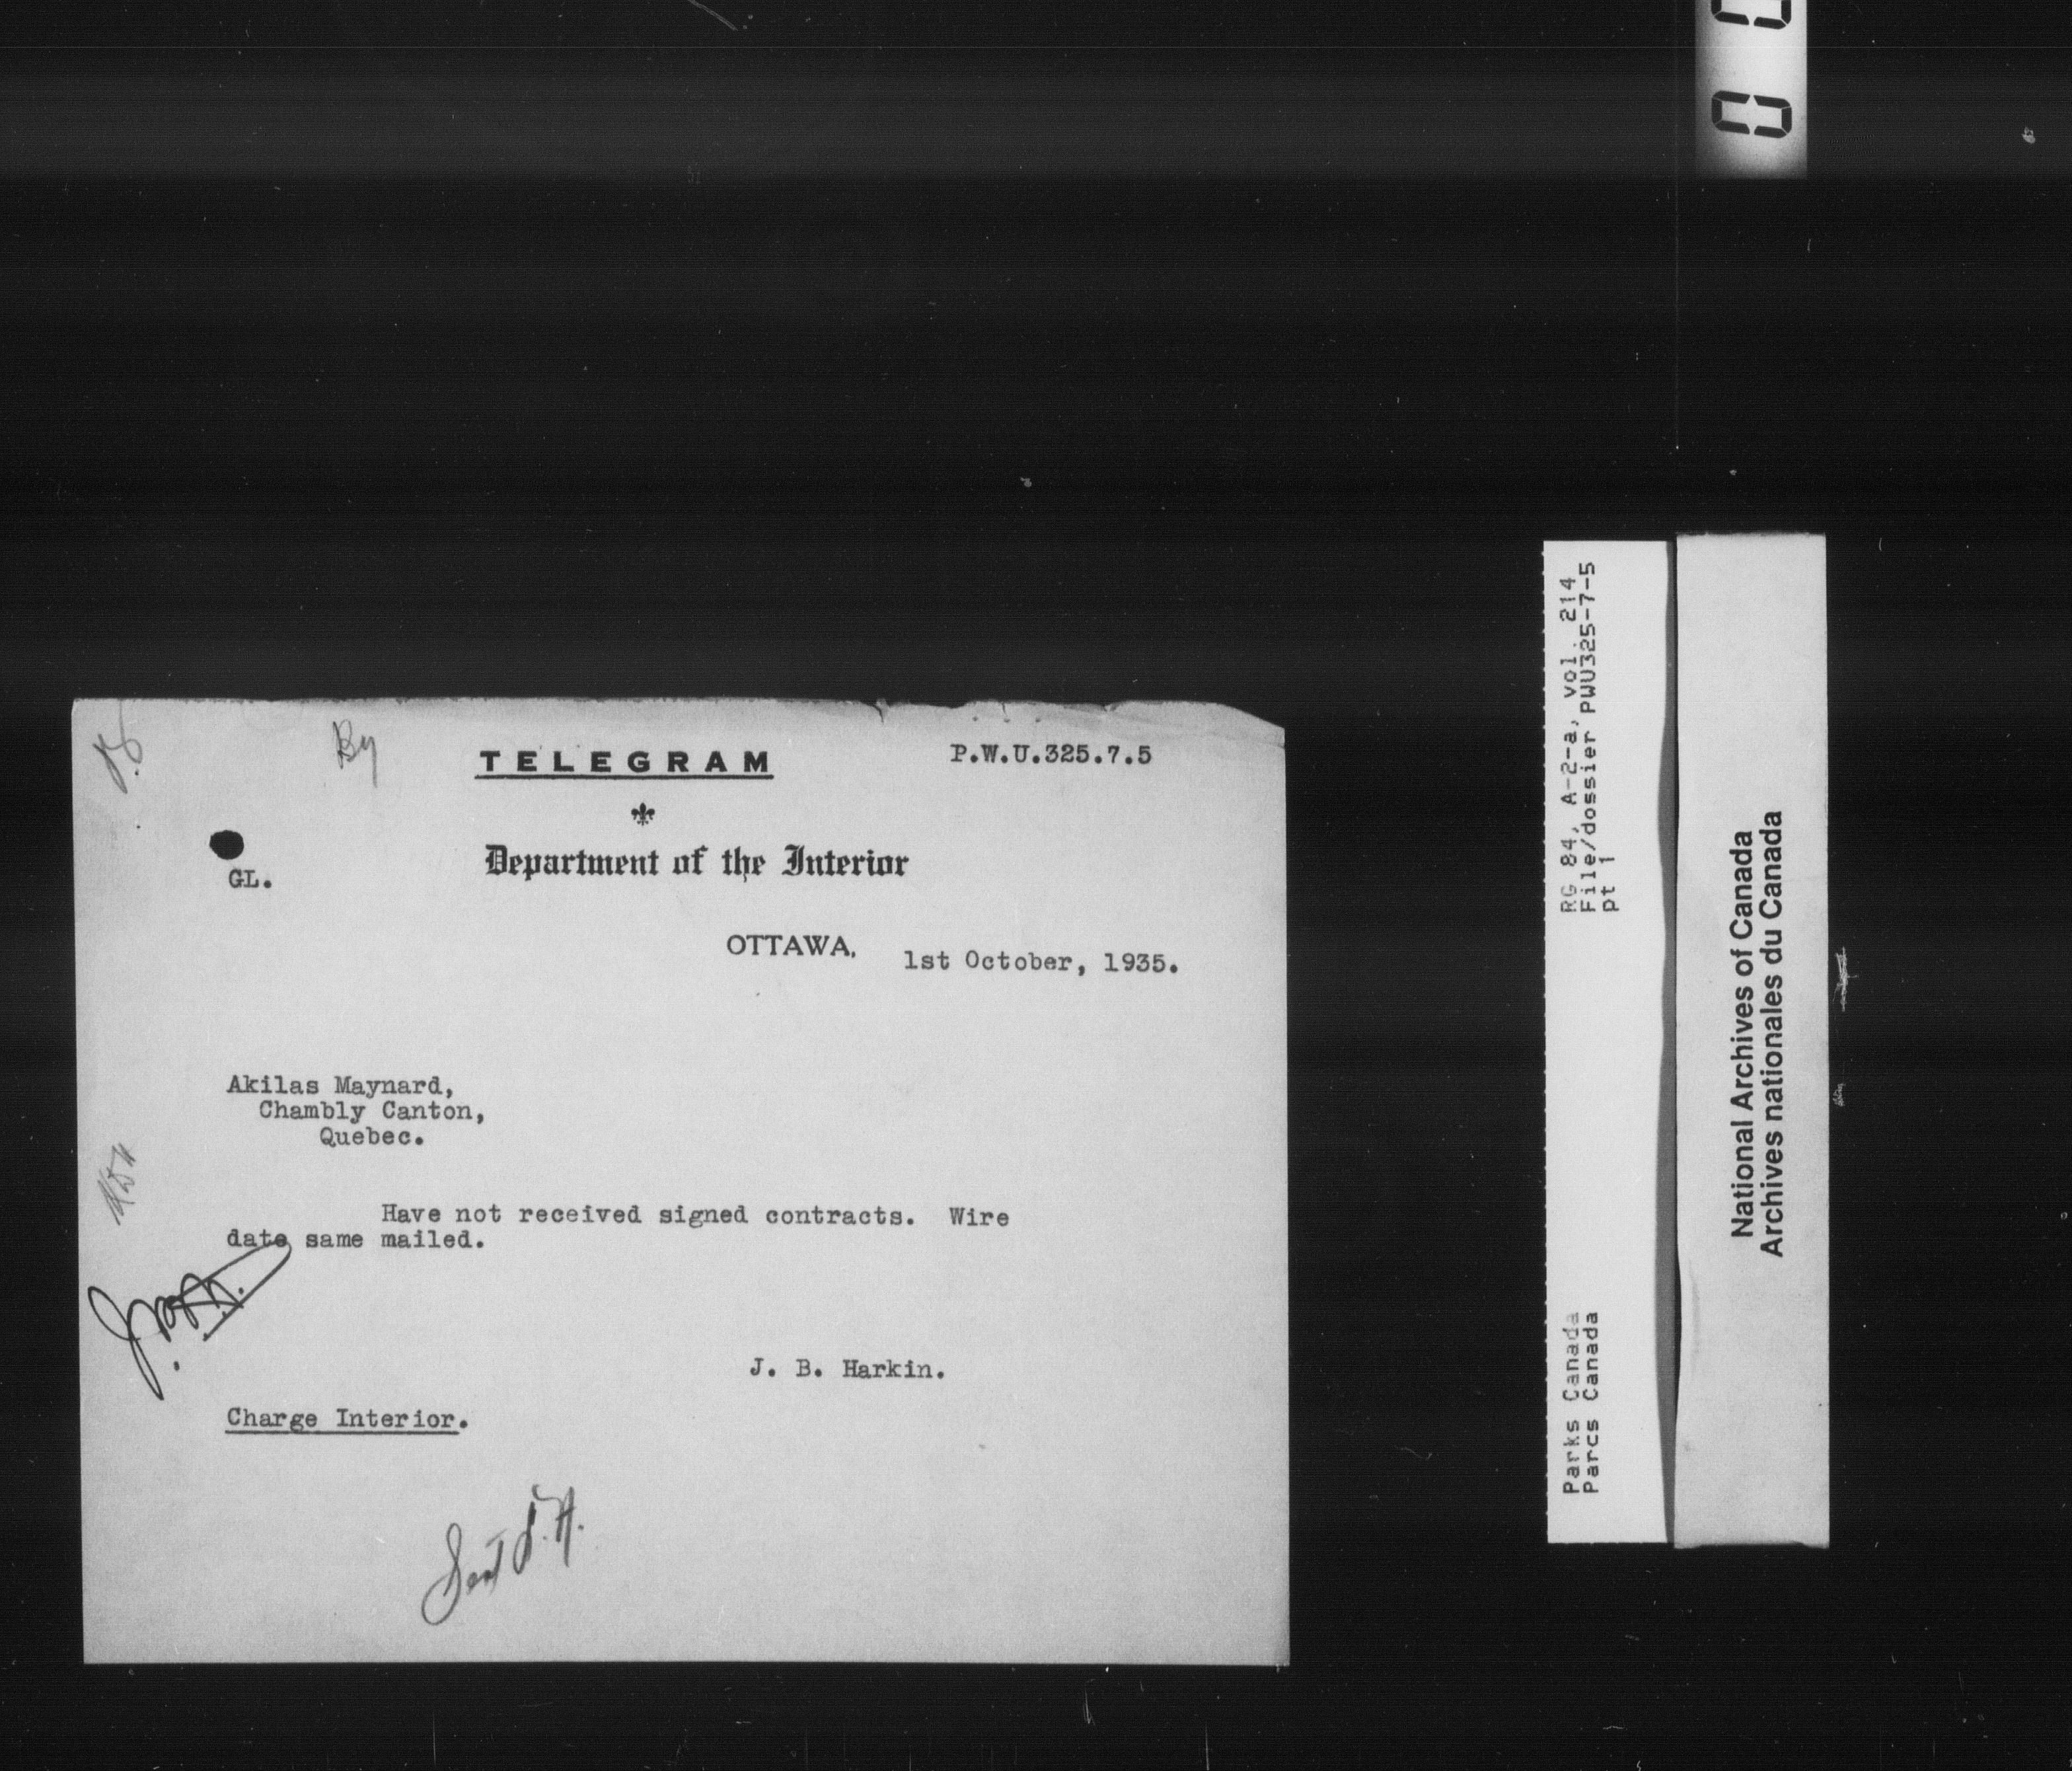 By
TELEGRAM
P.W.U.325.7.5
Department of the Interior
GL.
OTTAWA, 1st October, 1935.
Akilas Maynard,
Chambly Canton,
Quebec.
Have not received signed contracts. Wire
date same mailed.
J. B. Harkin.
Charge Interior.
Sent
RG 84, A-2-a, vol. 214
File/dossier PWU325-7-5
pt 1
Parks Canada
Parcs Canada
National Archives of Canada
Archives nationales du Canada